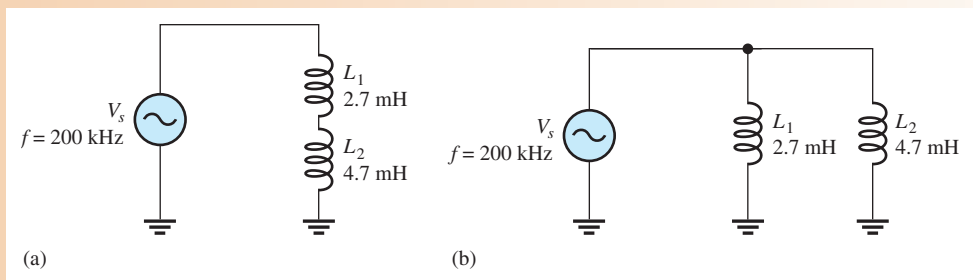 L1
2.7 mH
Vs
f = 200 kHz
L2
4.7 mH
(a)
Vs
f = 200 kHz
L1
2.7 mH
L2
4.7 mH
(b)